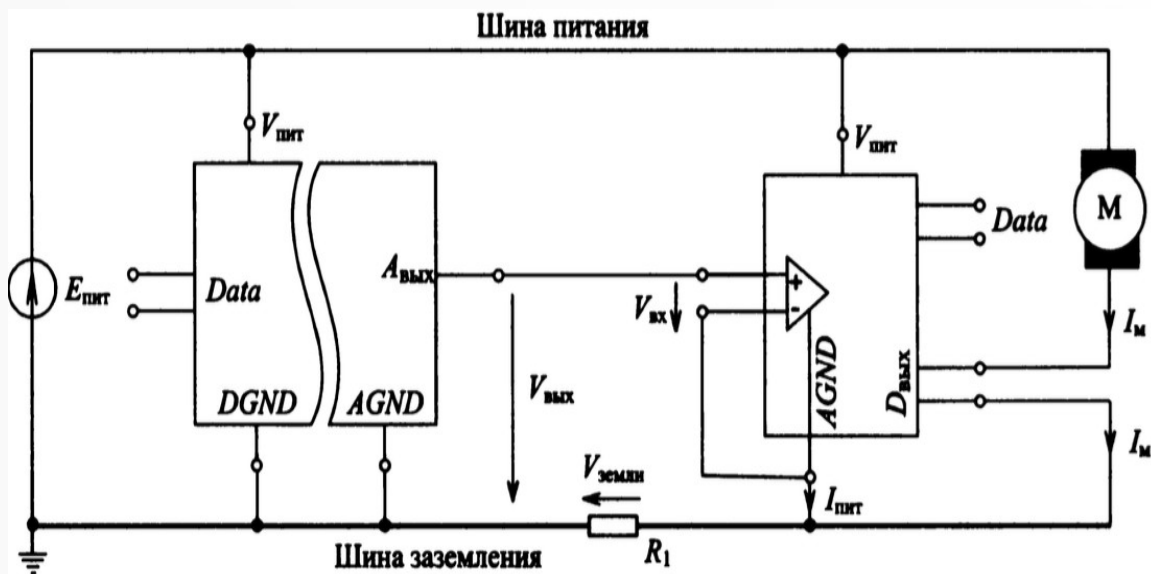 Шина питания
V пит
V пит
E пит
Data
A вых
DGND
AGND
V вых
V вх
+
-
AGND
D вых
Data
M
I м
I м
V земли
I пит
R 1
Шина заземления